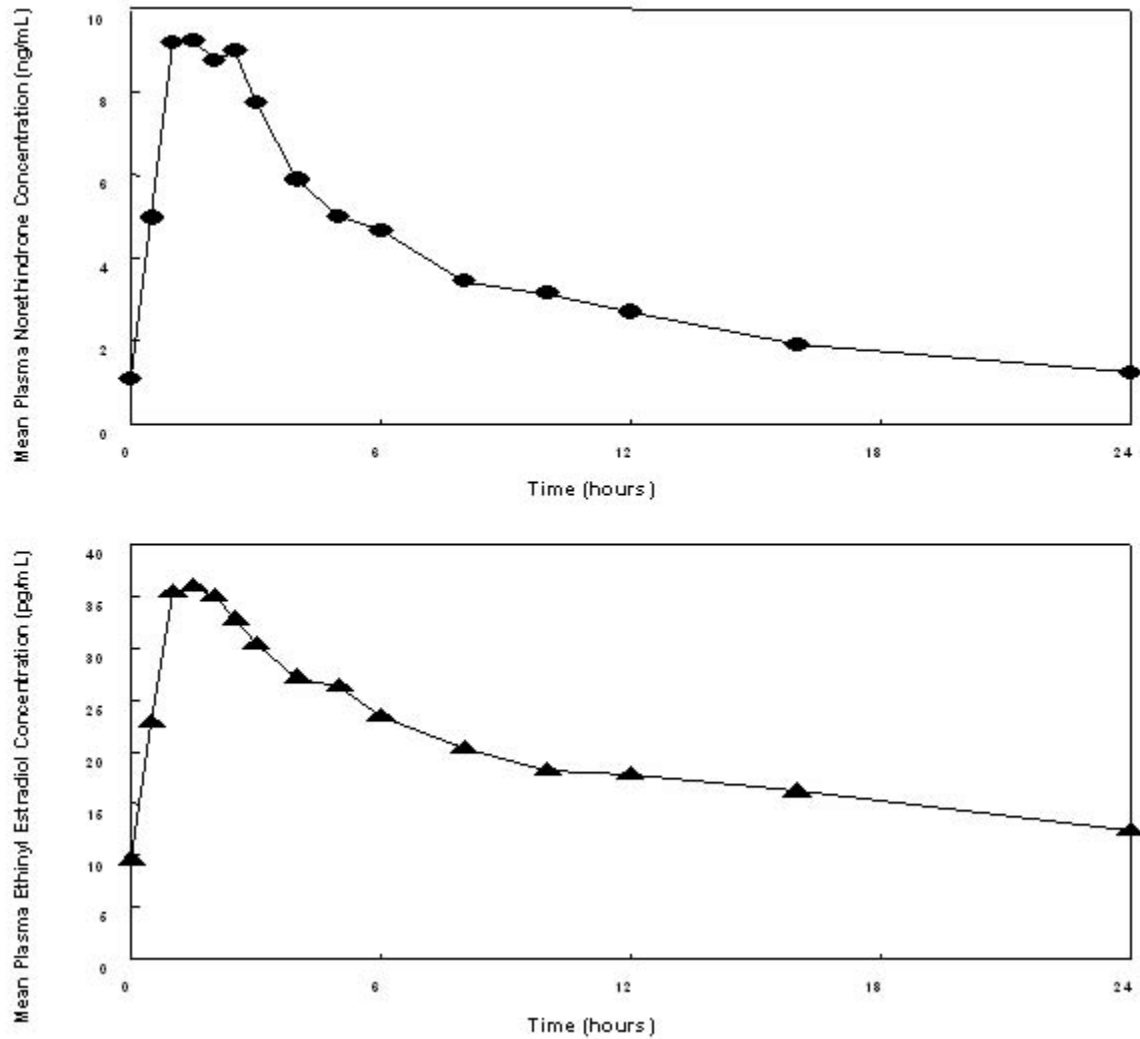 Mean Plasma Norethindrone Concentration (ng/mL)
10
8
6
4
2
0
0 6 12 18 24
Time (hours)
Mean Plasma Ethinyl Estradiol Concentration (pg/mL)
40
35
30
25
20
15
10
5
0
0 6 12 18 24
Time (hours)